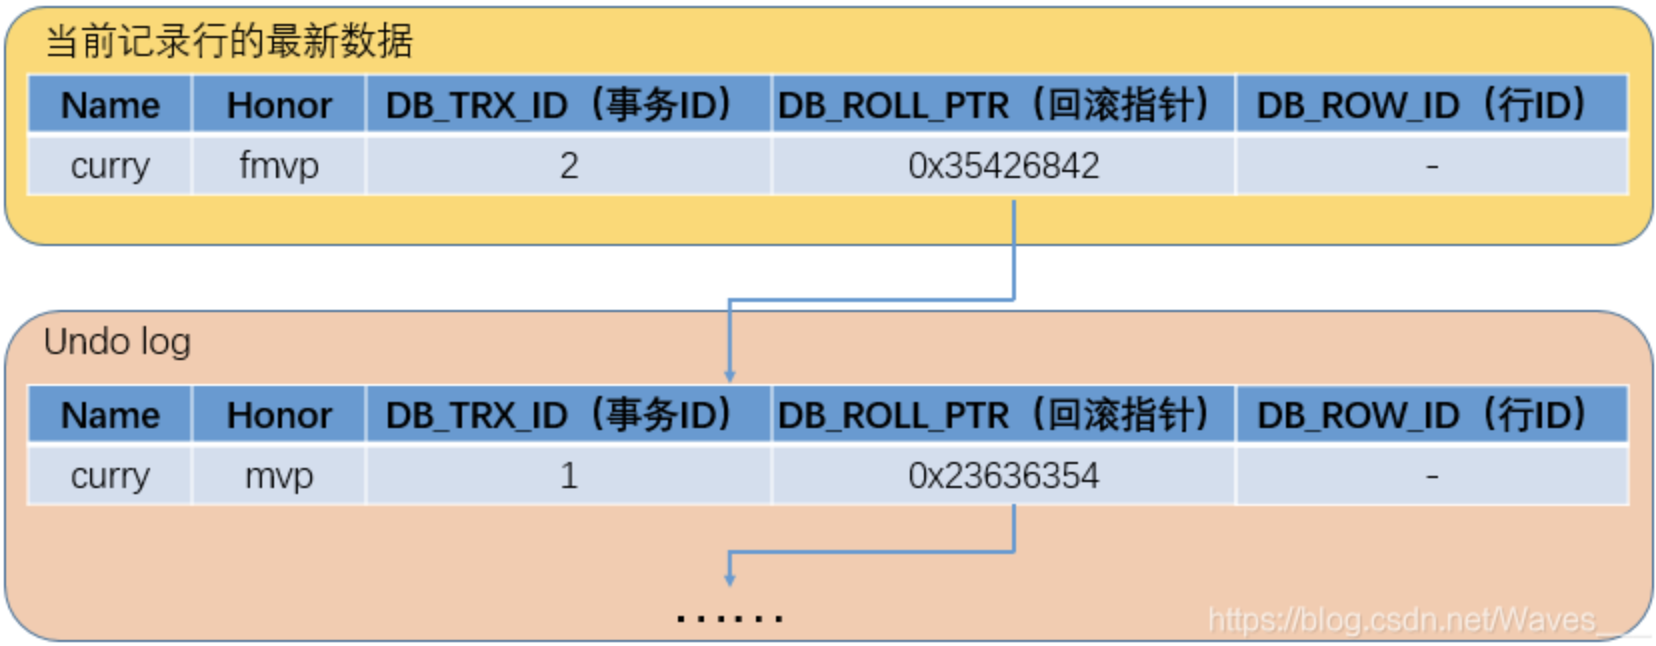 当前记录行的最新数据
Name Honor DB_TRX_ID（事务ID） DB_ROLL_PTR（回滚指针） DB_ROW_ID（行ID）
curry fmvp 2 0x35426842 -
Undo log
Name Honor DB_TRX_ID（事务ID） DB_ROLL_PTR（回滚指针） DB_ROW_ID（行ID）
curry mvp 1 0x23636354 -
······
https://blog.csdn.net/Waves___